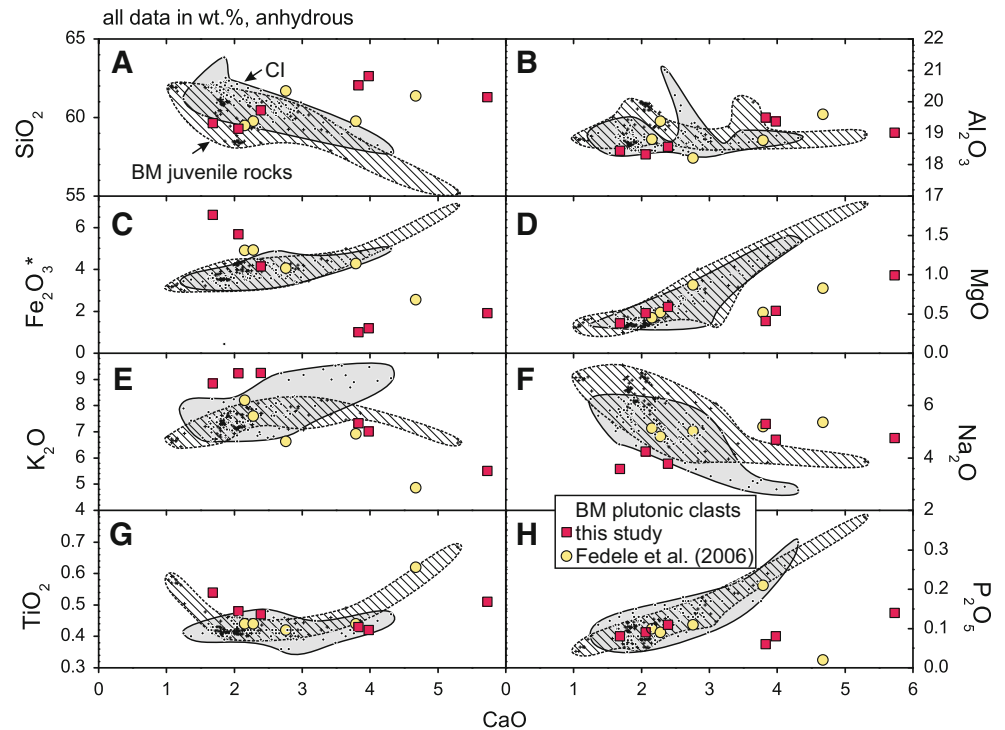 all data in wt.%, anhydrous
65
60
55
SiO2
A
CI
BM juvenile rocks
B
22
21
20
19
18
17
Al2O3
6
4
2
0
Fe2O3*
C
D
1.5
1.0
0.5
0.0
MgO
9
8
7
6
5
4
K2O
E
F
6
4
2
Na2O
BM plutonic clasts
this study
Fedele et al. (2006)
0.7
0.6
0.5
0.4
0.3
TiO2
G
H
0.3
0.2
0.1
0.0
P2O5
0 1 2 3 4 5 0 1 2 3 4 5 6
CaO